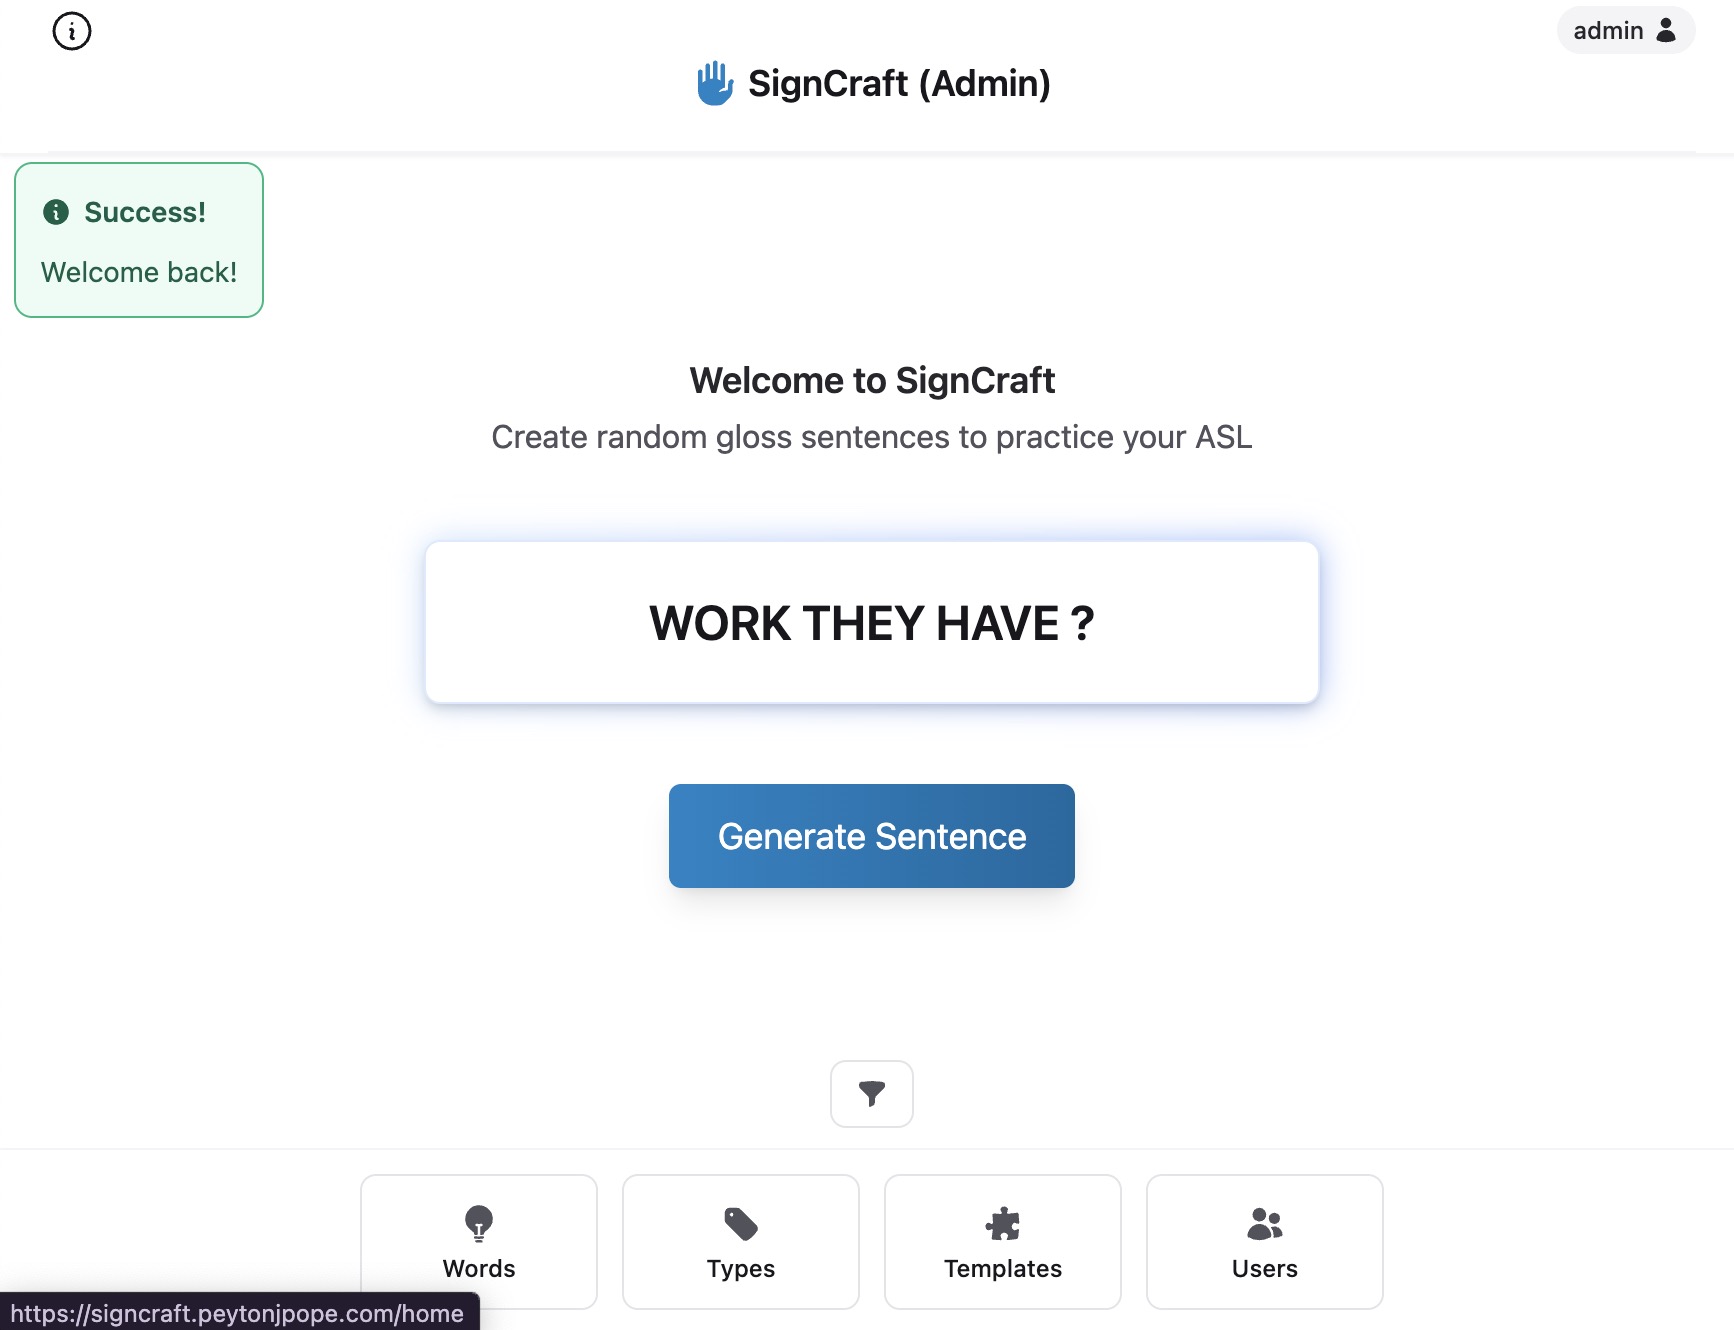 admin
SignCraft (Admin)
Success!
Welcome back!
Welcome to SignCraft
Create random gloss sentences to practice your ASL
WORK THEY HAVE ?
Generate Sentence
Words
Types
Templates
Users
https://signcraft.peytonjpope.com/home